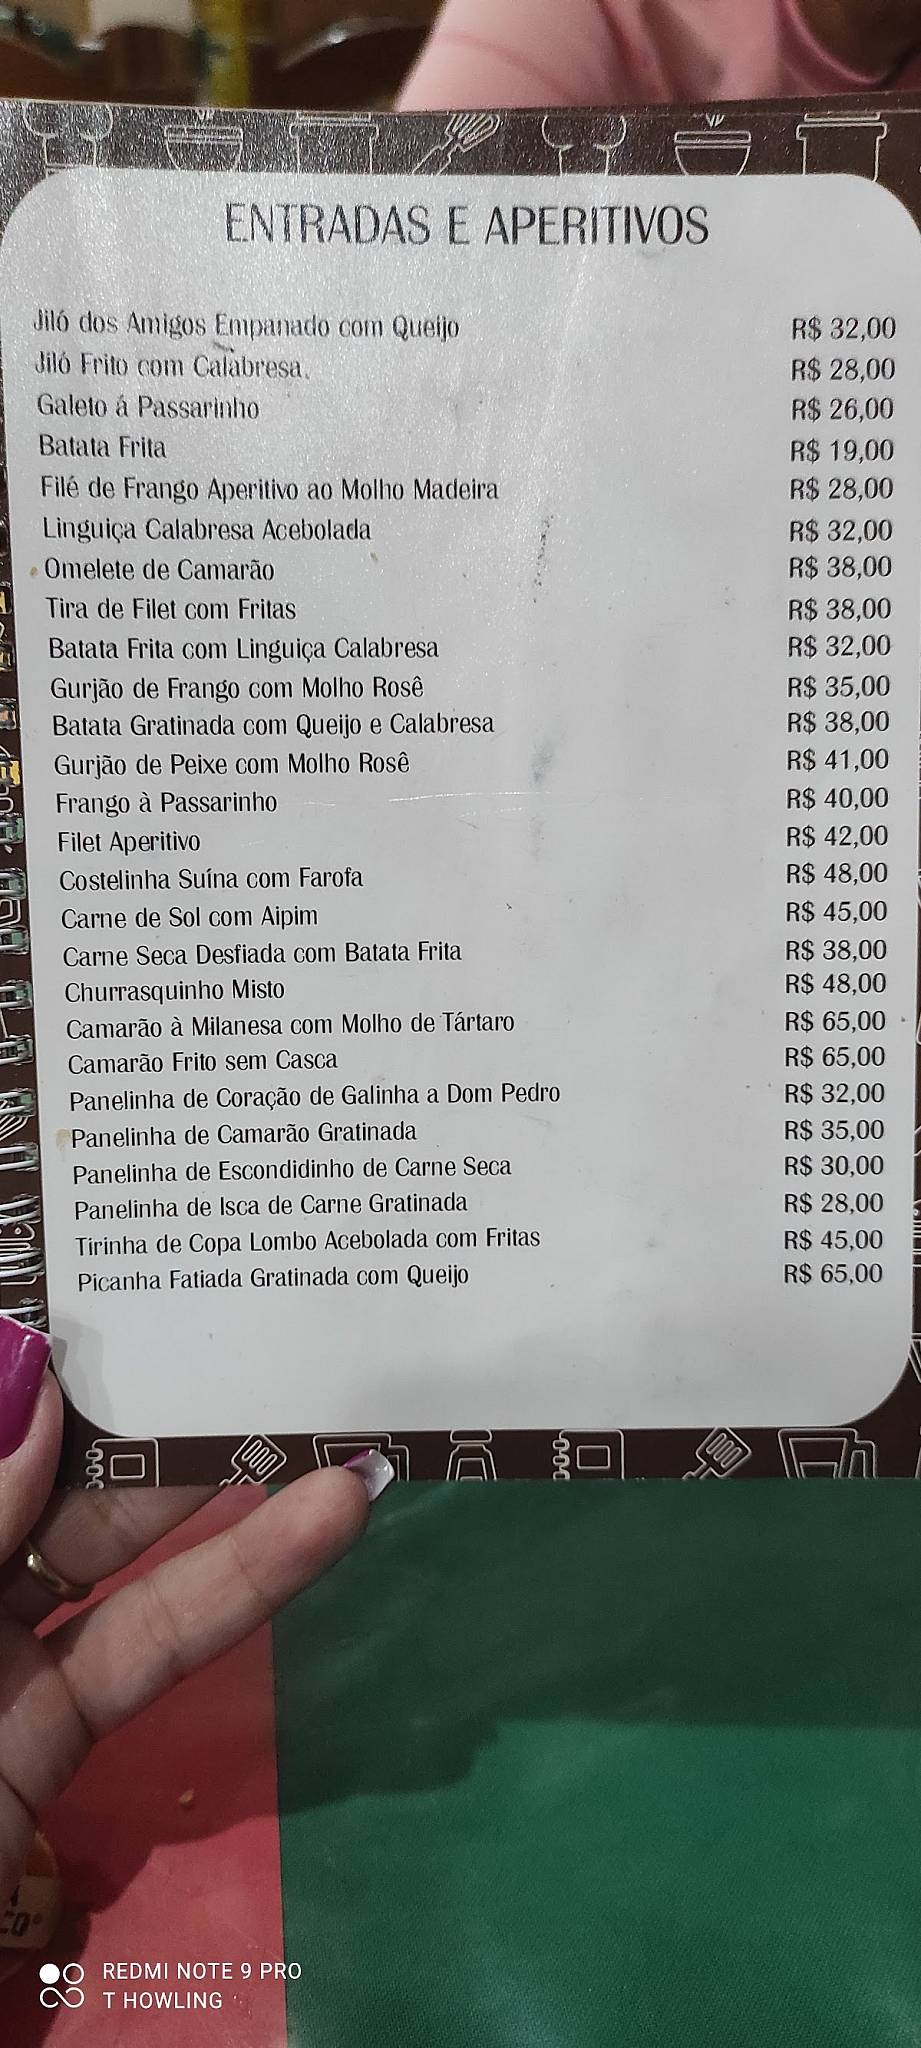 ENTRADAS E APERITIVOS
Jiló dos Amigos Empanado com Queijo R$ 32,00
Jiló Frito com Calabresa. R$ 28,00
Galeto á Passarinho R$ 26,00
Batata Frita R$ 19,00
Filé de Frango Aperitivo ao Molho Madeira R$ 28,00
Linguiça Calabresa Acebolada R$ 32,00
Omelete de Camarão R$ 38,00
Tira de Filet com Fritas R$ 38,00
Batata Frita com Linguiça Calabresa R$ 32,00
Gurjão de Frango com Molho Rosê R$ 35,00
Batata Gratinada com Queijo e Calabresa R$ 38,00
Gurjão de Peixe com Molho Rosê R$ 41,00
Frango à Passarinho R$ 40,00
Filet Aperitivo R$ 42,00
Costelinha Suína com Farofa R$ 48,00
Carne de Sol com Aipim R$ 45,00
Carne Seca Desfiada com Batata Frita R$ 38,00
Churrasquinho Misto R$ 48,00
Camarão à Milanesa com Molho de Tártaro R$ 65,00
Camarão Frito sem Casca R$ 65,00
Panelinha de Coração de Galinha a Dom Pedro R$ 32,00
Panelinha de Camarão Gratinada R$ 35,00
Panelinha de Escondidinho de Carne Seca R$ 30,00
Panelinha de Isca de Carne Gratinada R$ 28,00
Tirinha de Copa Lombo Acebolada com Fritas R$ 45,00
Picanha Fatiada Gratinada com Queijo R$ 65,00
REDMI NOTE 9 PRO
T HOWLING